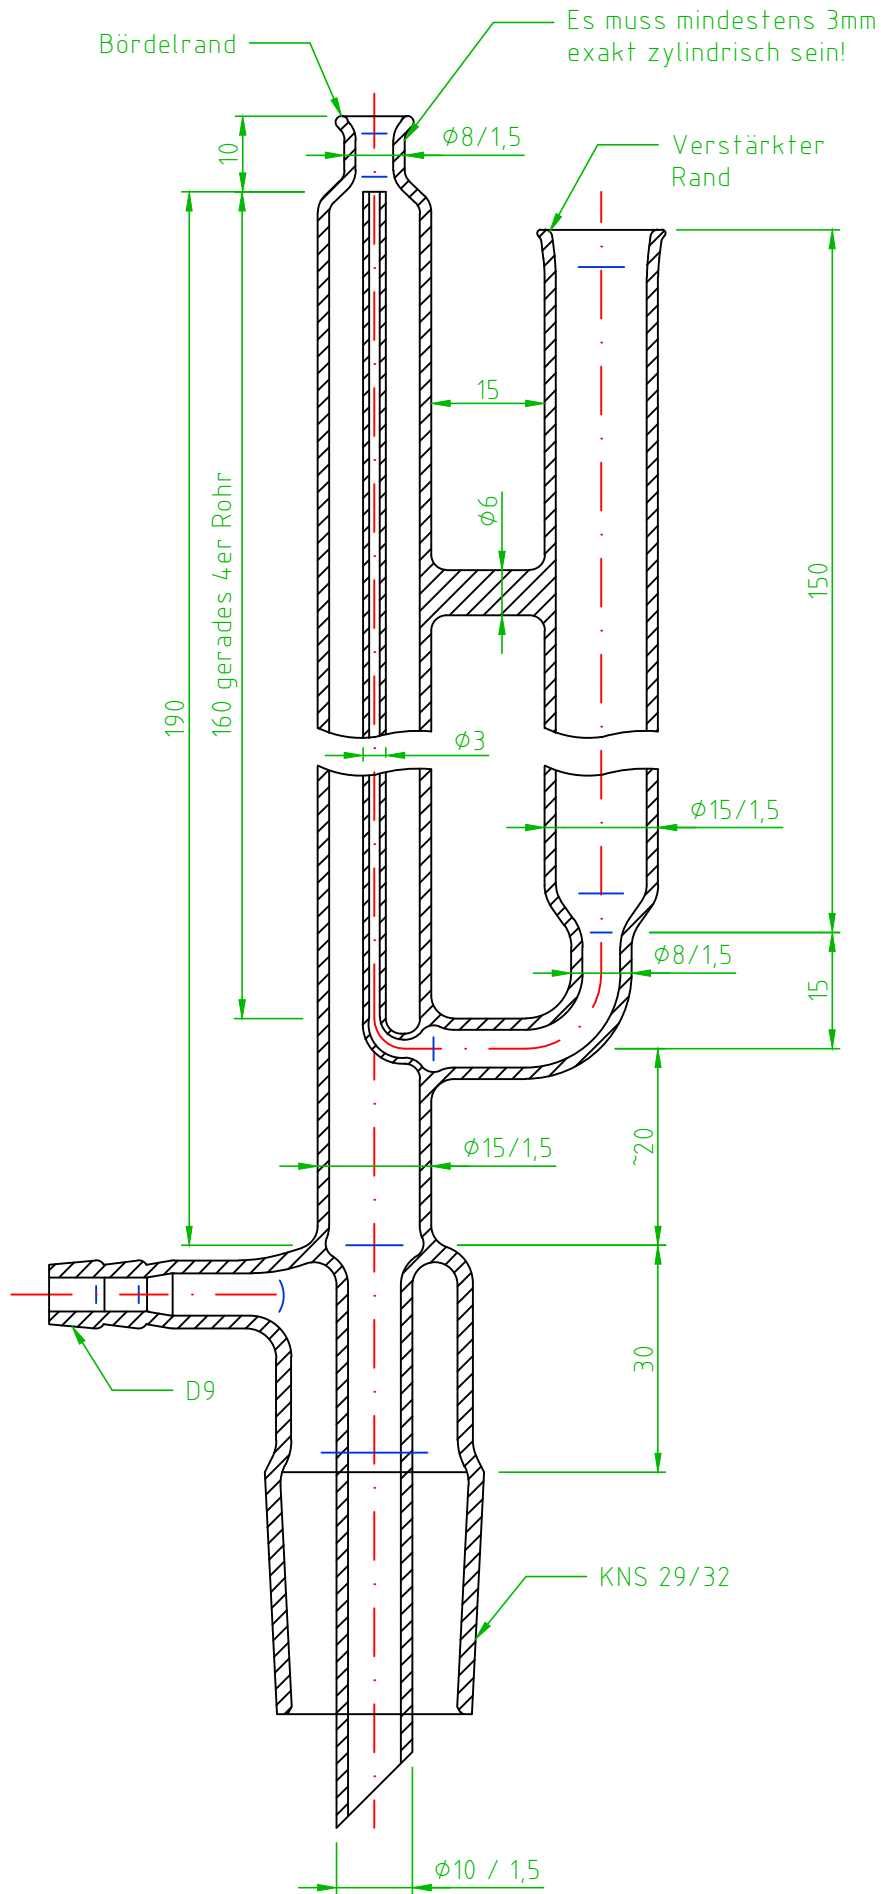 Es muss mindestens 3mm
exakt zylindrisch sein!
Bördelrand
10
Ø8/1,5
Verstärkter
Rand
15
Ø6
160 gerades 4er Rohr
150
190
Ø3
Ø15/1,5
Ø8/1,5
15
~20
Ø15/1,5
30
D9
KNS 29/32
Ø10 / 1,5